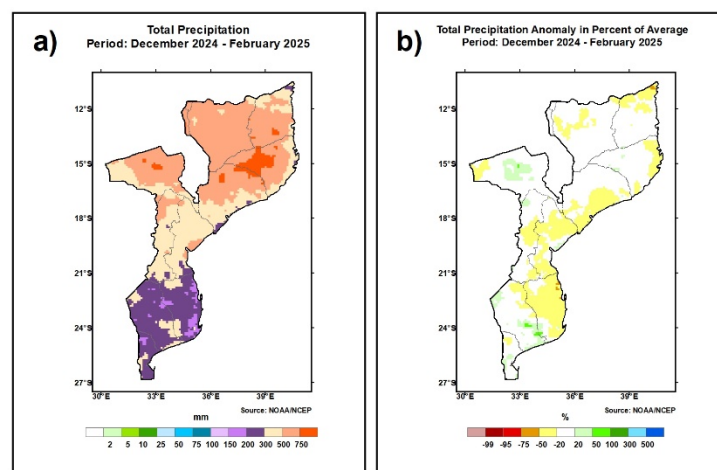 a)
Total Precipitation
Period: December 2024 - February 2025
12°S
15°S
18°S
21°S
24°S
27°S
30°E
33°E
36°E
39°E
Source: NOAA/NCEP
mm
2 5 10 25 50 75 100 150 200 300 500 750
b)
Total Precipitation Anomaly in Percent of Average
Period: December 2024 - February 2025
12°S
15°S
18°S
21°S
24°S
27°S
30°E
33°E
36°E
39°E
Source: NOAA/NCEP
%
-99 -95 -75 -50 -20 20 50 100 300 500